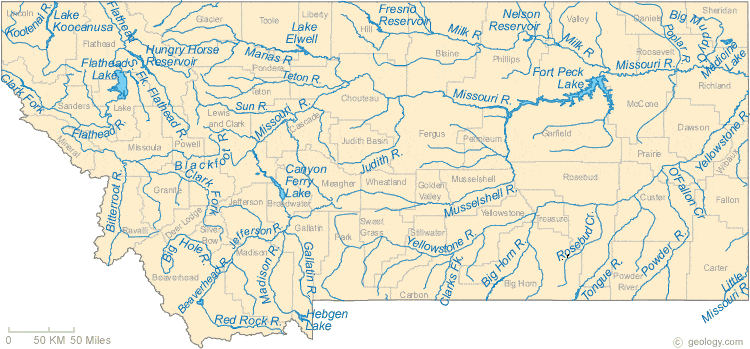 Lincoln
Kootenai R.
Lake
Koocanusa
Flathead
Flathead
Glacier
Toole
Liberty
Hill
Fresno
Reservoir
Milk R.
Nelson
Reservoir
Valley
Daniels
Sheridan
Big Muddy Cr.
Poplar R.
Medicine
Lake
Hungry Horse
Reservoir
Lake
Elwell
Marias R.
Pondera
Blaine
Phillips
Milk R.
Roosevelt
Missouri R.
Richland
Flathead
Lake
Fk. Flathead R.
Teton R.
Teton
Fort Peck
Lake
Clark Fork
Sanders
Lake
Sun R.
Missouri R.
Chouteau
Missouri R.
McCone
Lewis
and Clark
Cascade
Flathead R.
Mineral
Missoula
Powell
Judith Basin
Fergus
Petroleum
Garfield
Dawson
Yellowstone R.
Wibaux
Blackfoot R.
Judith R.
Prairie
Clark Fork
Canyon
Ferry
Lake
Meagher
Wheatland
Golden
Valley
Musselshell
Rosebud
Fallon
O'Fallon Cr.
Bitterroot R.
Granite
Jefferson
Broadwater
Musselshell R.
Custer
Ravalli
Deer Lodge
Silver
Bow
Jefferson R.
Gallatin
Park
Sweet
Grass
Stillwater
Yellowstone
Treasure
Big Hole R.
Madison
Yellowstone R.
Rosebud Cr.
Powder R.
Carter
Beaverhead
Beaverhead R.
Madison R.
Gallatin R.
Carbon
Clarks Fk.
Big Horn R.
Big Horn
Tongue R.
Powder
River
Little
Missouri R.
Red Rock R.
Hebgen
Lake
0 50 KM 50 Miles
© geology.com